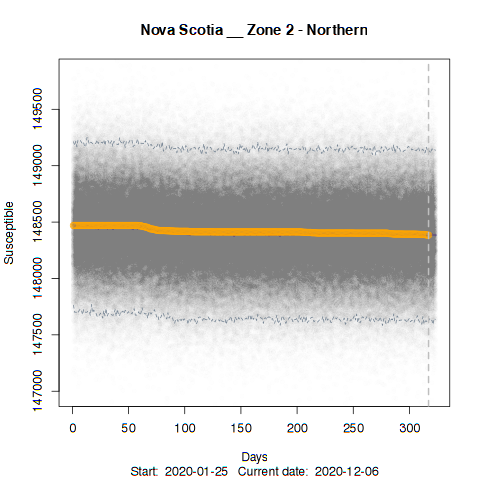 Nova Scotia __ Zone 2 - Northern
Susceptible
149500
149000
148500
148000
147500
147000
0 50 100 150 200 250 300
Days
Start: 2020-01-25 Current date: 2020-12-06